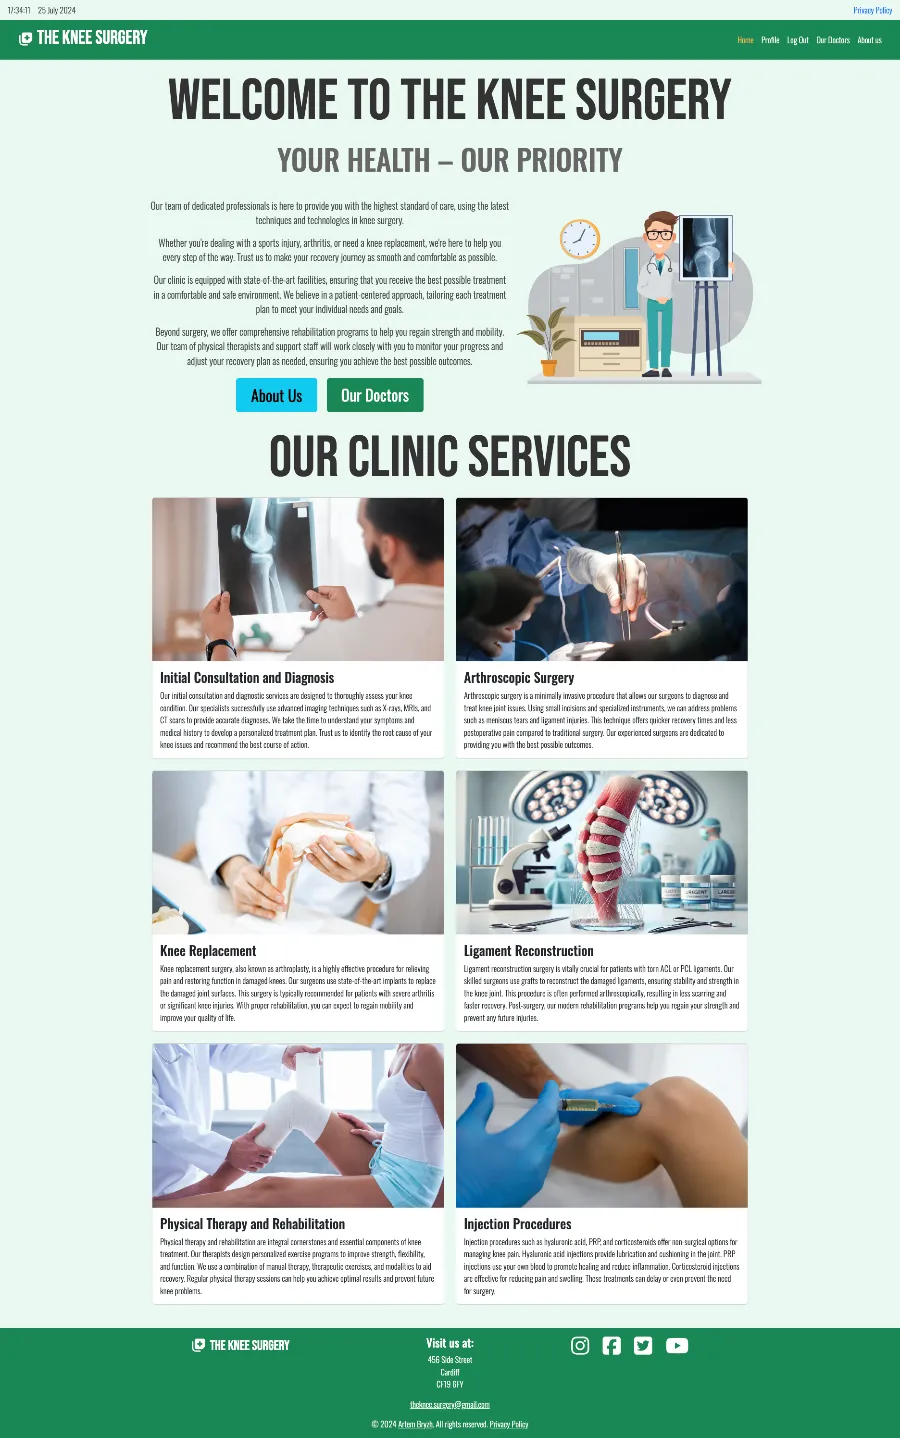 17:34:11 25 July 2024
Privacy Policy
THE KNEE SURGERY
Home Profile Log Out Our Doctors About us
WELCOME TO THE KNEE SURGERY
YOUR HEALTH – OUR PRIORITY
Our team of dedicated professionals is here to provide you with the highest standard of care, using the latest
techniques and technologies in knee surgery.
Whether you're dealing with a sports injury, arthritis, or need a knee replacement, we're here to help you
every step of the way. Trust us to make your recovery journey as smooth and comfortable as possible.
Our clinic is equipped with state-of-the-art facilities, ensuring that you receive the best possible treatment
in a comfortable and safe environment. We believe in a patient-centered approach, tailoring each treatment
plan to meet your individual needs and goals.
Beyond surgery, we offer comprehensive rehabilitation programs to help you regain strength and mobility.
Our team of physical therapists and support staff will work closely with you to monitor your progress and
adjust your recovery plan as needed, ensuring you achieve the best possible outcomes.
About Us
Our Doctors
OUR CLINIC SERVICES
Initial Consultation and Diagnosis
Our initial consultation and diagnostic services are designed to thoroughly assess your knee
condition. Our specialists successfully use advanced imaging techniques such as X-rays, MRIs, and
CT scans to provide accurate diagnoses. We take the time to understand your symptoms and
medical history to develop a personalized treatment plan. Trust us to identify the root cause of your
knee issues and recommend the best course of action.
Arthroscopic Surgery
Arthroscopic surgery is a minimally invasive procedure that allows our surgeons to diagnose and
treat knee joint issues. Using small incisions and specialized instruments, we can address problems
such as meniscus tears and ligament injuries. This technique offers quicker recovery times and less
postoperative pain compared to traditional surgery. Our experienced surgeons are dedicated to
providing you with the best possible outcomes.
Knee Replacement
Knee replacement surgery, also known as arthroplasty, is a highly effective procedure for relieving
pain and restoring function in damaged knees. Our surgeons use state-of-the-art implants to replace
the damaged joint surfaces. This surgery is typically recommended for patients with severe arthritis
or significant knee injuries. With proper rehabilitation, you can expect to regain mobility and
improve your quality of life.
Ligament Reconstruction
Ligament reconstruction surgery is vitally crucial for patients with torn ACL or PCL ligaments. Our
skilled surgeons use grafts to reconstruct the damaged ligaments, ensuring stability and strength in
the knee joint. This procedure is often performed arthroscopically, resulting in less scarring and
faster recovery. Post-surgery, our modern rehabilitation programs help you regain your strength and
prevent any future injuries.
Physical Therapy and Rehabilitation
Physical therapy and rehabilitation are integral cornerstones and essential components of knee
treatment. Our therapists design personalized exercise programs to improve strength, flexibility,
and function. We use a combination of manual therapy, therapeutic exercises, and modalities to aid
recovery. Regular physical therapy sessions can help you achieve optimal results and prevent future
knee problems.
Injection Procedures
Injection procedures such as hyaluronic acid, PRP, and corticosteroids offer non-surgical options for
managing knee pain. Hyaluronic acid injections provide lubrication and cushioning in the joint. PRP
injections use your own blood to promote healing and reduce inflammation. Corticosteroid injections
are effective for reducing pain and swelling. These treatments can delay or even prevent the need
for surgery.
THE KNEE SURGERY
Visit us at:
456 Side Street
Cardiff
CF19 6FY
theknee.surgery@gmail.com
© 2024 Artem Bryzh. All rights reserved. Privacy Policy